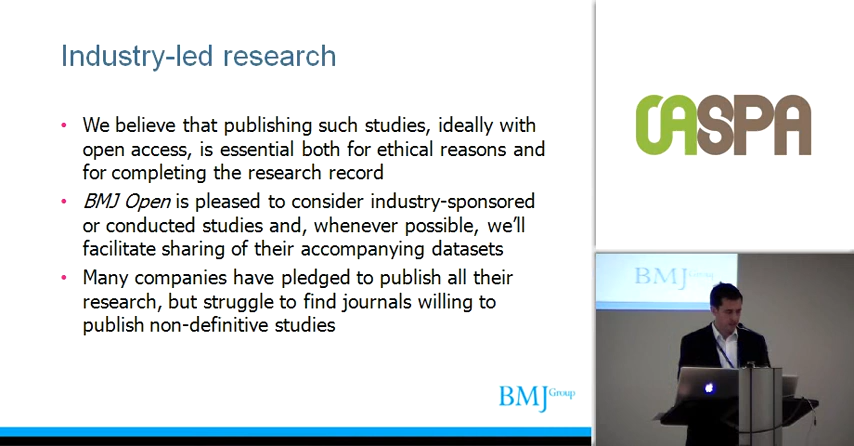 Industry-led research
• We believe that publishing such studies, ideally with
open access, is essential both for ethical reasons and
for completing the research record
• BMJ Open is pleased to consider industry-sponsored
or conducted studies and, whenever possible, we’ll
facilitate sharing of their accompanying datasets
• Many companies have pledged to publish all their
research, but struggle to find journals willing to
publish non-definitive studies
BMJ Group
OASPA
BMJ Group